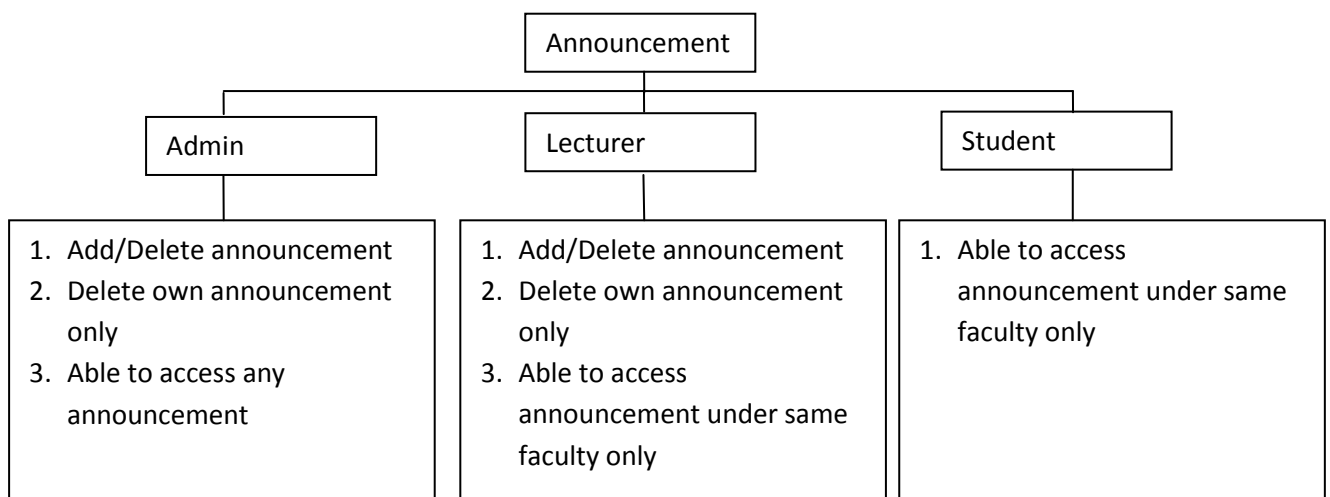 Announcement
Admin
Lecturer
Student
1. Add/Delete announcement
2. Delete own announcement
only
3. Able to access any
announcement
1. Add/Delete announcement
2. Delete own announcement
only
3. Able to access
announcement under same
faculty only
1. Able to access
announcement under same
faculty only